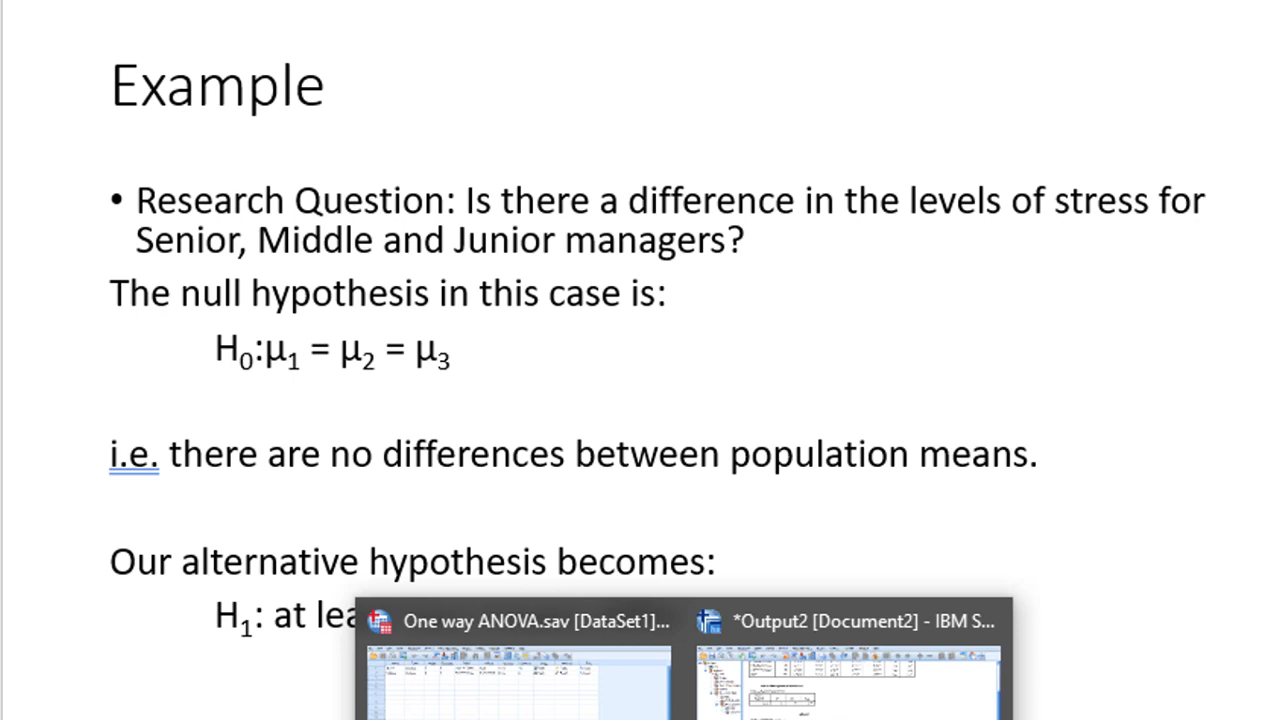 Example
• Research Question: Is there a difference in the levels of stress for
Senior, Middle and Junior managers?
The null hypothesis in this case is:
H₀:µ₁ = µ₂ = µ₃
i.e. there are no differences between population means.
Our alternative hypothesis becomes:
H₁: at lea
One way ANOVA.sav [DataSet1]...
*Output2 [Document2] - IBM S...